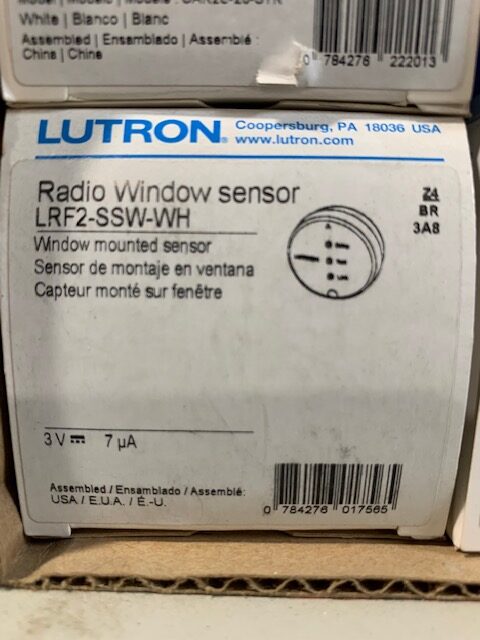 White | Blanco | Blanc
Assembled | Ensamblado | Assemblé :
China | Chine
0 784276 222013
LUTRON® Coopersburg, PA 18036 USA
www.lutron.com
Radio Window sensor
LRF2-SSW-WH
Window mounted sensor
Sensor de montaje en ventana
Capteur monté sur fenêtre
Z4
BR
3A8
3 V 7 µA
Assembled / Ensamblado / Assemblé:
USA / E.U.A. / É.-U.
0 784276 017565